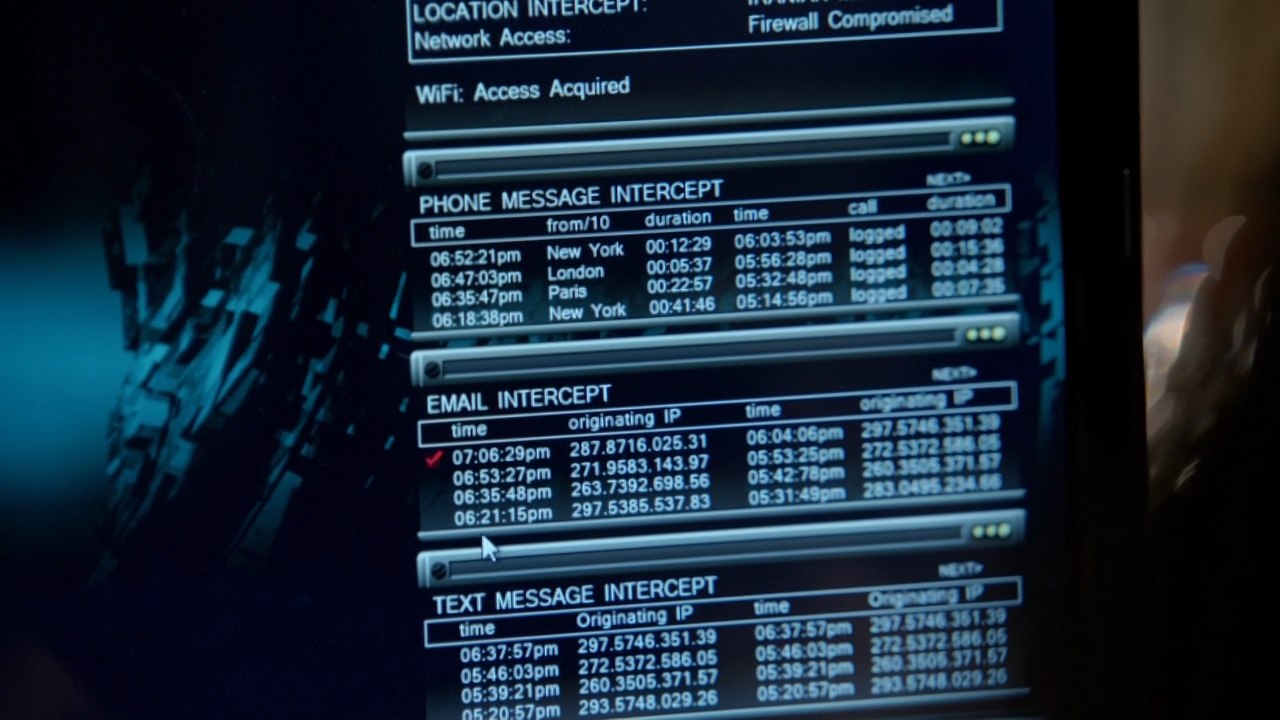 LOCATION INTERCEPT:
Network Access: Firewall Compromised
WiFi: Access Acquired
PHONE MESSAGE INTERCEPT NEXT>
time from/10 duration time call duration
06:52:21pm New York 00:12:29 06:03:53pm logged 00:09:02
06:47:03pm London 00:05:37 05:56:28pm logged 00:15:36
06:35:47pm Paris 00:22:57 05:32:48pm logged 00:04:28
06:18:38pm New York 00:41:46 05:14:56pm logged 00:07:35
EMAIL INTERCEPT NEXT>
time originating IP time originating IP
07:06:29pm 287.8716.025.31 06:04:06pm 297.5746.351.39
06:53:27pm 271.9583.143.97 05:53:25pm 272.5372.586.05
06:35:48pm 263.7392.698.56 05:42:78pm 260.3505.371.57
06:21:15pm 297.5385.537.83 05:31:49pm 283.0495.234.66
TEXT MESSAGE INTERCEPT NEXT>
time Originating IP time Originating IP
06:37:57pm 297.5746.351.39 06:37:57pm 297.5746.351.39
05:46:03pm 272.5372.586.05 05:46:03pm 272.5372.586.05
05:39:21pm 260.3505.371.57 05:39:21pm 260.3505.371.57
05:20:57pm 293.5748.029.26 05:20:57pm 293.5748.029.26